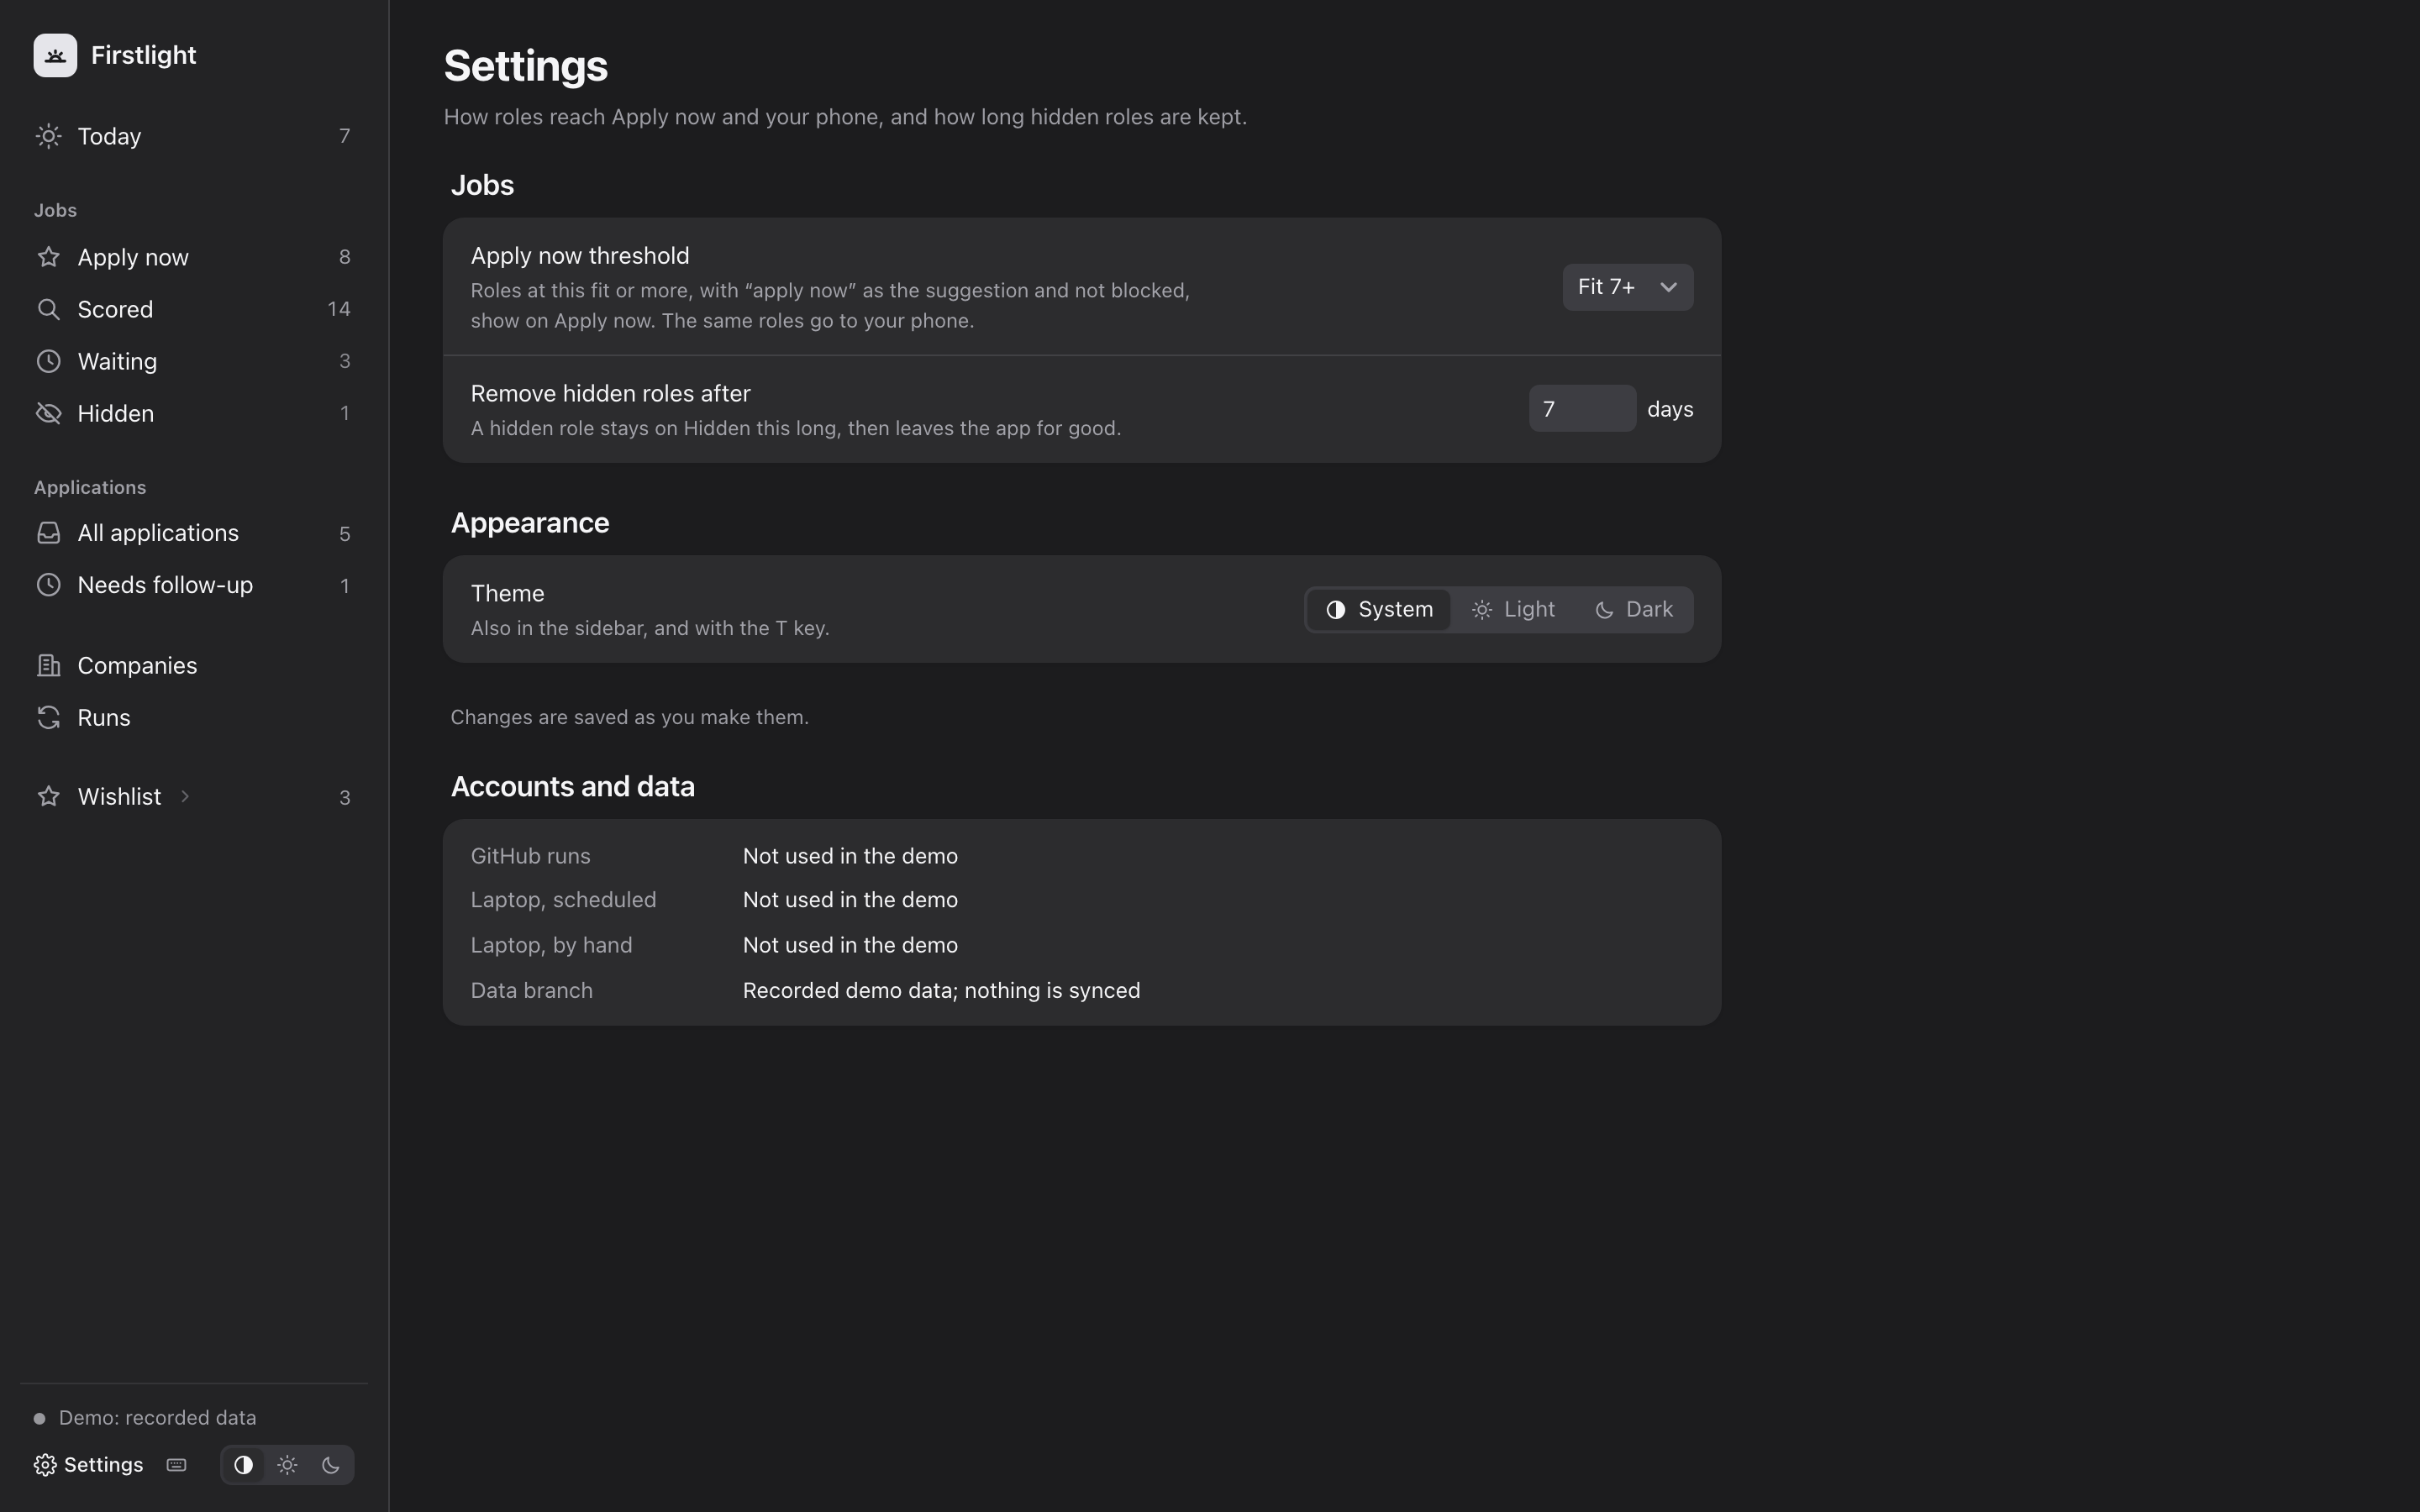 Firstlight
Today 7
Jobs
Apply now 8
Scored 14
Waiting 3
Hidden 1
Applications
All applications 5
Needs follow-up 1
Companies
Runs
Wishlist 3
Demo: recorded data
Settings
Settings
How roles reach Apply now and your phone, and how long hidden roles are kept.
Jobs
Apply now threshold
Roles at this fit or more, with “apply now” as the suggestion and not blocked,
show on Apply now. The same roles go to your phone.
Fit 7+
Remove hidden roles after
A hidden role stays on Hidden this long, then leaves the app for good.
7 days
Appearance
Theme
Also in the sidebar, and with the T key.
System Light Dark
Changes are saved as you make them.
Accounts and data
GitHub runs Not used in the demo
Laptop, scheduled Not used in the demo
Laptop, by hand Not used in the demo
Data branch Recorded demo data; nothing is synced